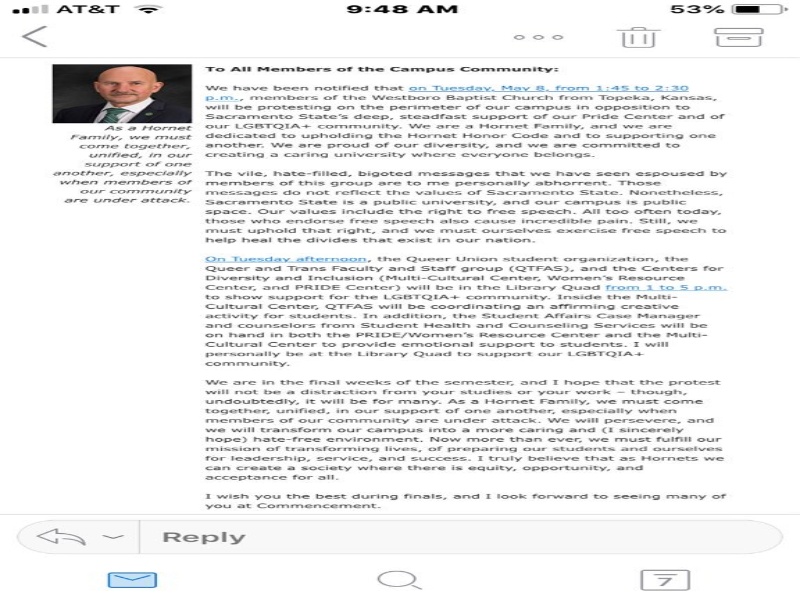 AT&T
9:48 AM
53%
As a Hornet
Family, we must
come together,
unified, in our
support of one
another, especially
when members of
our community
are under attack.
To All Members of the Campus Community:
We have been notified that on Tuesday, May 8, from 1:45 to 2:30
p.m., members of the Westboro Baptist Church from Topeka, Kansas,
will be protesting on the perimeter of our campus in opposition to
Sacramento State's deep, steadfast support of our Pride Center and of
our LGBTQIA+ community. We are a Hornet Family, and we are
dedicated to upholding the Hornet Honor Code and to supporting one
another. We are proud of our diversity, and we are committed to
creating a caring university where everyone belongs.
The vile, hate-filled, bigoted messages that we have seen espoused by
members of this group are to me personally abhorrent. Those
messages do not reflect the values of Sacramento State. Nonetheless,
Sacramento State is a public university, and our campus is public
space. Our values include the right to free speech. All too often today,
those who endorse free speech also cause incredible pain. Still, we
must uphold that right, and we must ourselves exercise free speech to
help heal the divides that exist in our nation.
On Tuesday afternoon, the Queer Union student organization, the
Queer and Trans Faculty and Staff group (QTFAS), and the Centers for
Diversity and Inclusion (Multi-Cultural Center, Women's Resource
Center, and PRIDE Center) will be in the Library Quad from 1 to 5 p.m.
to show support for the LGBTQIA+ community. Inside the Multi-
Cultural Center, QTFAS will be coordinating an affirming creative
activity for students. In addition, the Student Affairs Case Manager
and counselors from Student Health and Counseling Services will be
on hand in both the PRIDE/Women's Resource Center and the Multi-
Cultural Center to provide emotional support to students. I will
personally be at the Library Quad to support our LGBTQIA+
community.
We are in the final weeks of the semester, and I hope that the protest
will not be a distraction from your studies or your work – though,
undoubtedly, it will be for many. As a Hornet Family, we must come
together, unified, in our support of one another, especially when
members of our community are under attack. We will persevere, and
we will transform our campus into a more caring and (I sincerely
hope) hate-free environment. Now more than ever, we must fulfill our
mission of transforming lives, of preparing our students and ourselves
for leadership, service, and success. I truly believe that as Hornets we
can create a society where there is equity, opportunity, and
acceptance for all.
I wish you the best during finals, and I look forward to seeing many of
you at Commencement.
Reply
7